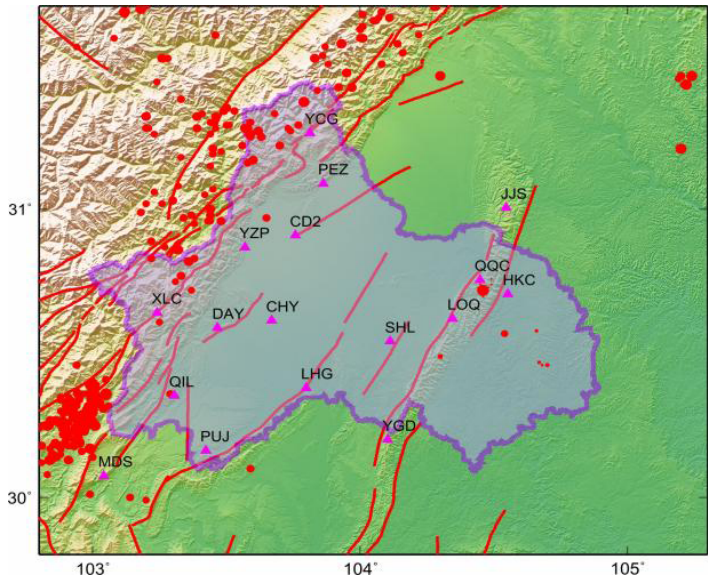 YCG
PEZ
JJS
31°
CD2
YZP
QQC
HKC
XLC
DAY
CHY
LOQ
SHL
QIL
LHG
PUJ
YGD
MDS
30°
103°
104°
105°